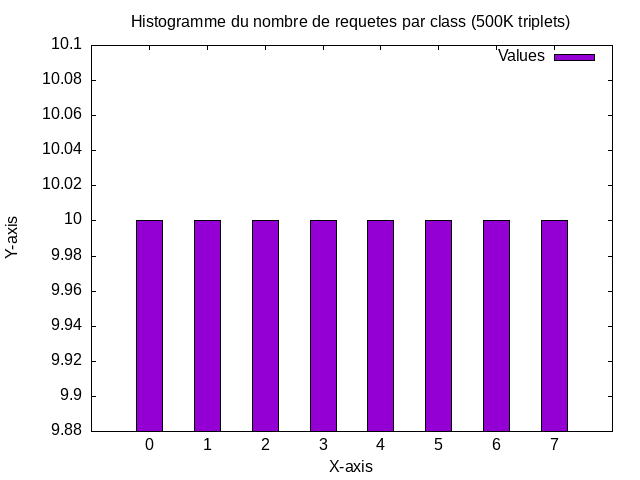 Histogramme du nombre de requetes par class (500K triplets)
Values
10.1
10.08
10.06
10.04
10.02
10
9.98
9.96
9.94
9.92
9.9
9.88
Y-axis
0 1 2 3 4 5 6 7
X-axis